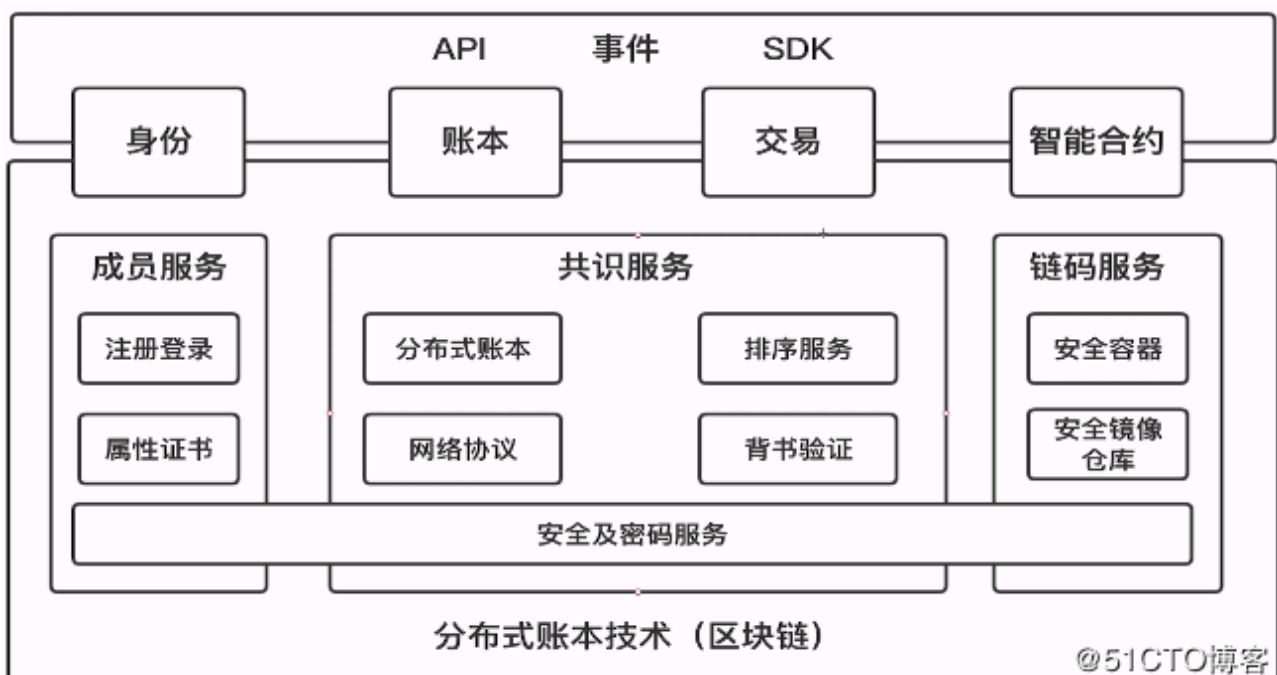 API 事件 SDK
身份 账本 交易 智能合约
成员服务 共识服务 链码服务
注册登录 分布式账本 排序服务 安全容器
属性证书 网络协议 背书验证 安全镜像
仓库
安全及密码服务
分布式账本技术（区块链）
@51CTO博客